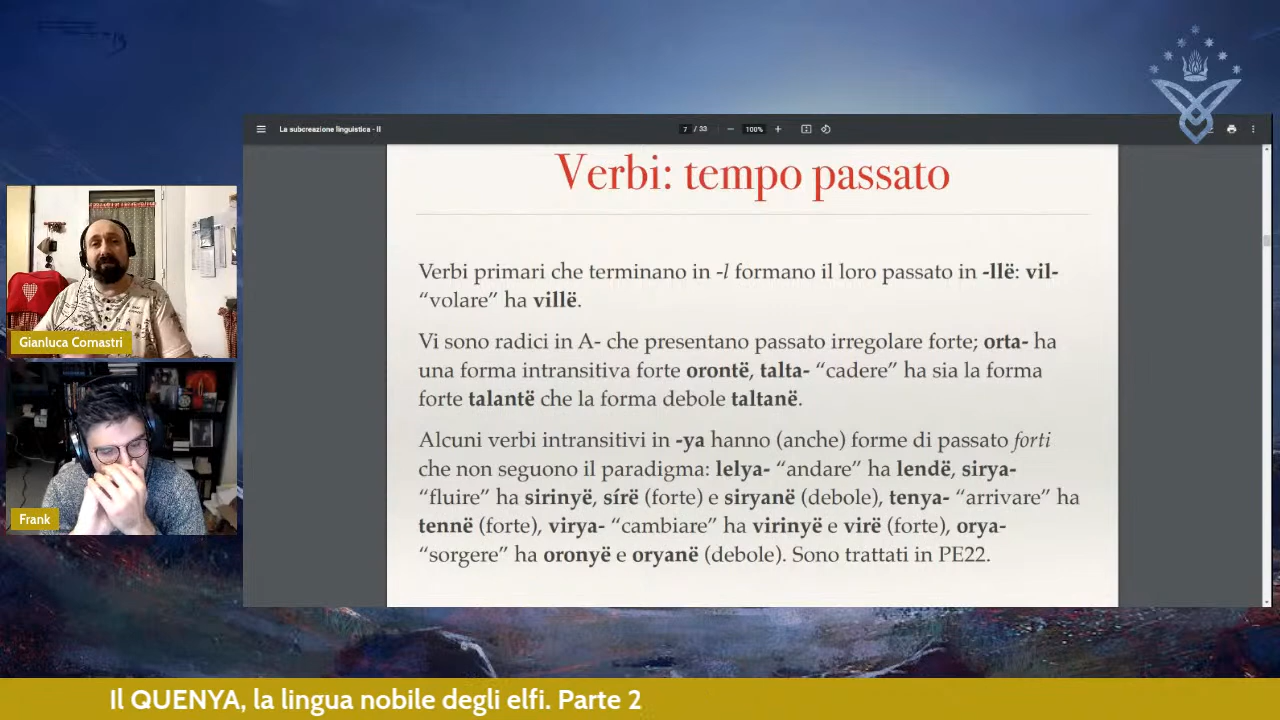 La subcreazione linguistica - II
7 / 33
100%
Verbi: tempo passato
Verbi primari che terminano in -l formano il loro passato in -llë: vil-
“volare” ha villë.
Vi sono radici in A- che presentano passato irregolare forte; orta- ha
una forma intransitiva forte orontë, talta- “cadere” ha sia la forma
forte talantë che la forma debole taltanë.
Alcuni verbi intransitivi in -ya hanno (anche) forme di passato forti
che non seguono il paradigma: lelya- “andare” ha lendë, sirya-
“fluire” ha sirinyë, sírë (forte) e siryanë (debole), tenya- “arrivare” ha
tennë (forte), virya- “cambiare” ha virinyë e virë (forte), orya-
“sorgere” ha oronyë e oryanë (debole). Sono trattati in PE22.
Gianluca Comastri
Frank
Il QUENYA, la lingua nobile degli elfi. Parte 2